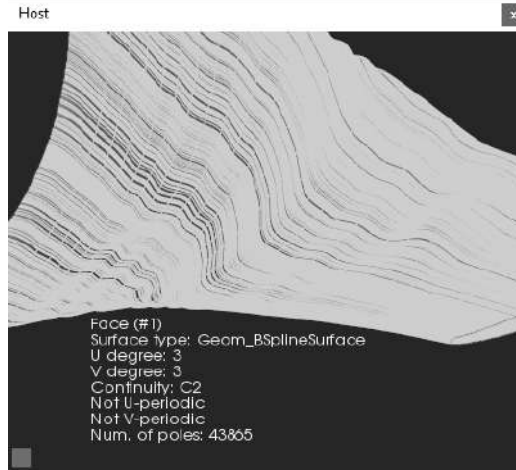 Host
x
Face (#1)
Surface type: Geom_BSplineSurface
U degree: 3
V degree: 3
Continuity: C2
Not U-periodic
Not V-periodic
Num. of poles: 43865